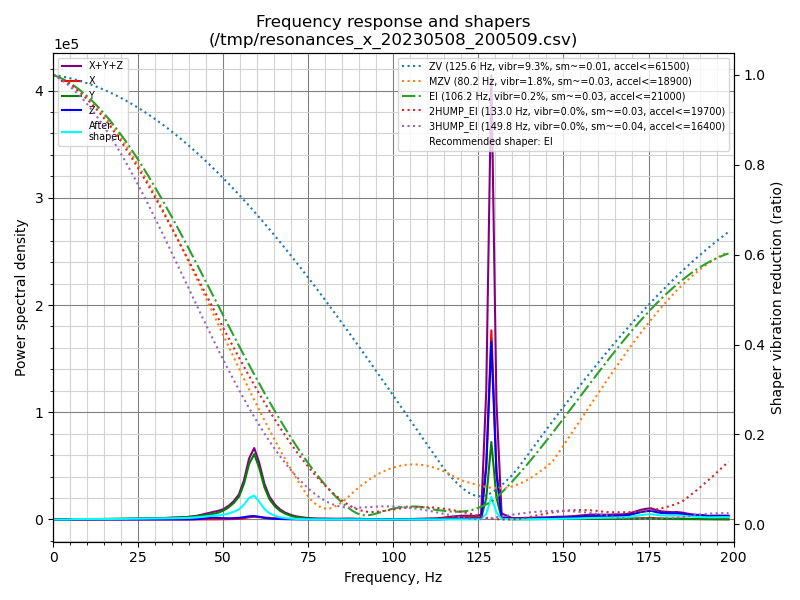 Frequency response and shapers
(/tmp/resonances_x_20230508_200509.csv)
1e5
X+Y+Z
X
Y
Z
After
shaper
ZV (125.6 Hz, vibr=9.3%, sm~=0.01, accel<=61500)
MZV (80.2 Hz, vibr=1.8%, sm~=0.03, accel<=18900)
EI (106.2 Hz, vibr=0.2%, sm~=0.03, accel<=21000)
2HUMP_EI (133.0 Hz, vibr=0.0%, sm~=0.03, accel<=19700)
3HUMP_EI (149.8 Hz, vibr=0.0%, sm~=0.04, accel<=16400)
Recommended shaper: EI
4
3
2
1
0
Power spectral density
1.0
0.8
0.6
0.4
0.2
0.0
Shaper vibration reduction (ratio)
0 25 50 75 100 125 150 175 200
Frequency, Hz